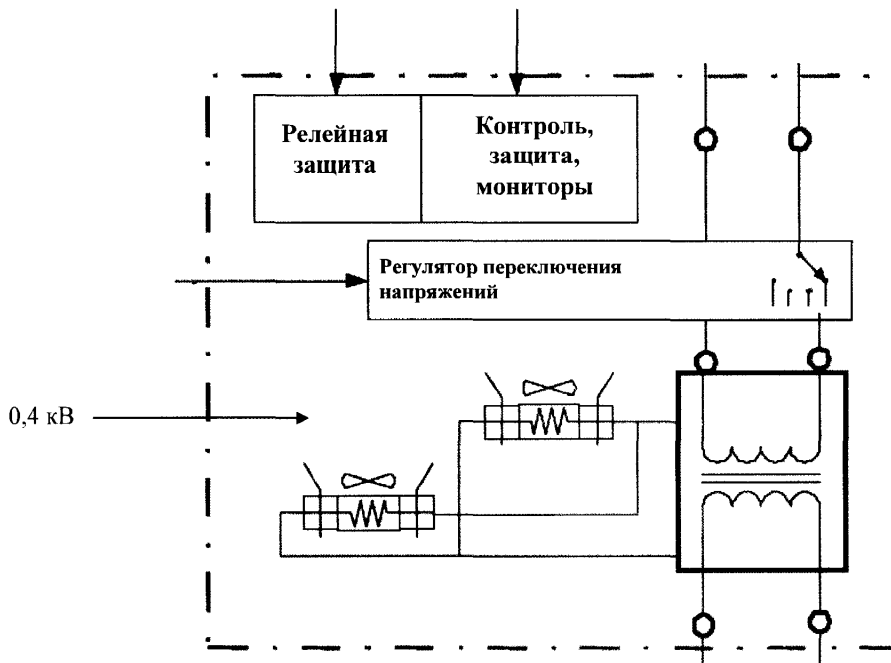 Релейная
защита
Контроль,
защита,
мониторы
Регулятор переключения
напряжений
0,4 кВ